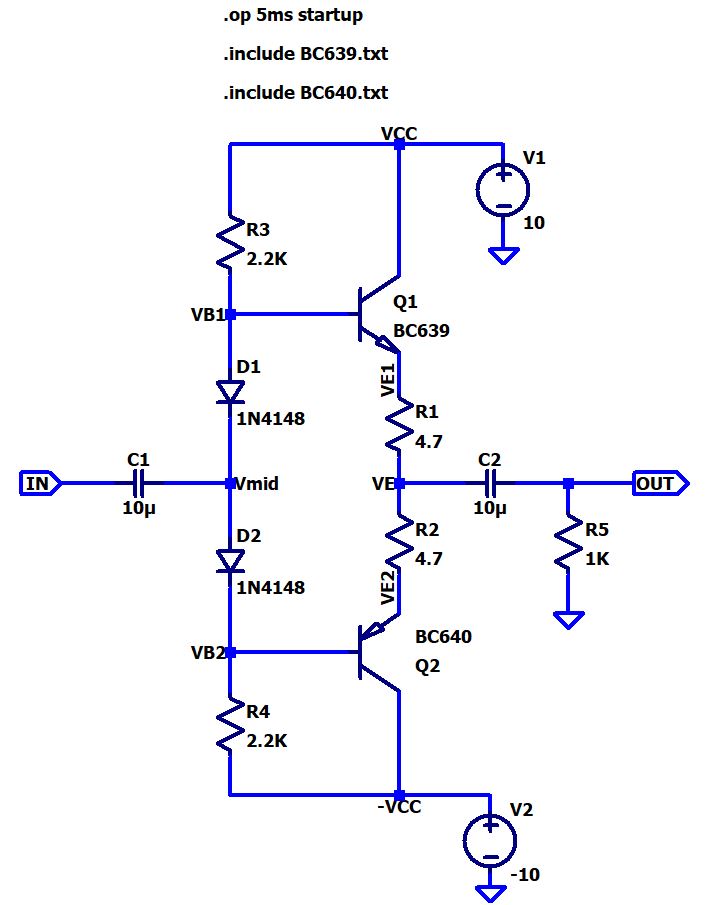 .op 5ms startup
.include BC639.txt
.include BC640.txt
VCC
V1
10
R3
2.2K
VB1
Q1
BC639
D1
1N4148
VE1
R1
4.7
IN
C1
10µ
Vmid
VE
C2
10µ
OUT
R5
1K
D2
1N4148
R2
4.7
VE2
VB2
BC640
Q2
R4
2.2K
-VCC
V2
-10